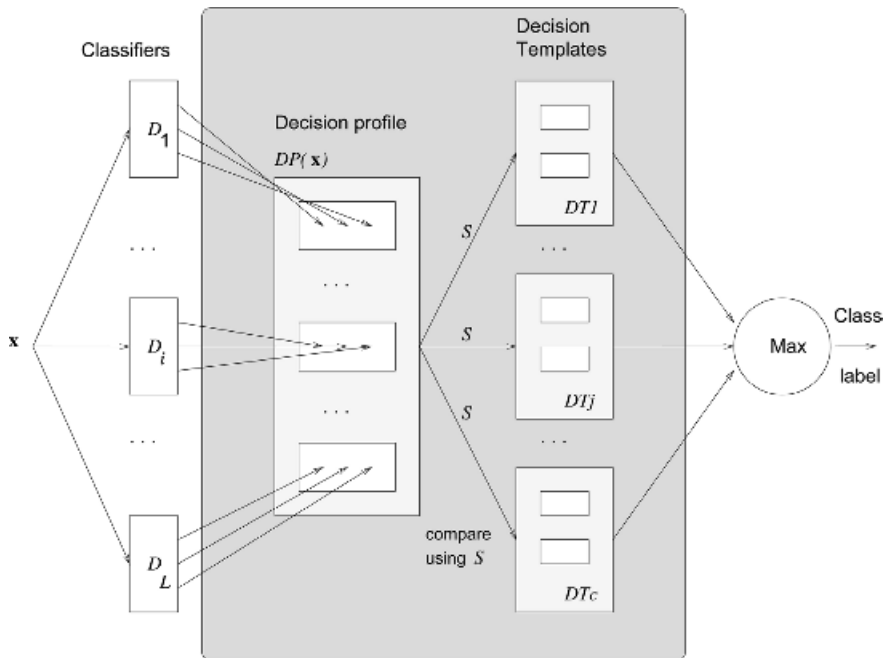 Classifiers
Decision
Templates
D1
Decision profile
DP(x)
DT1
S
. . .
. . .
. . .
x
Di
S
DTj
Max
Class
label
S
. . .
. . .
. . .
DL
compare
using S
DTc